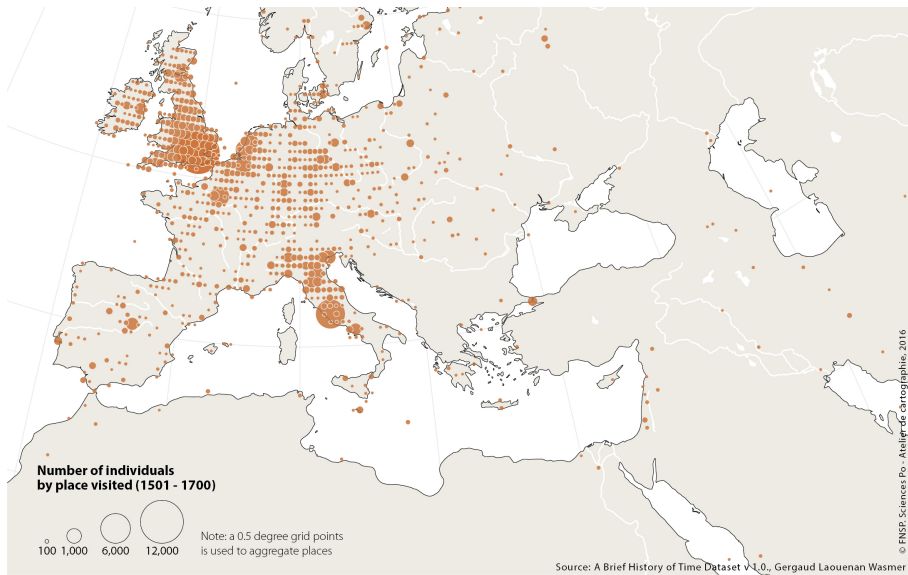 Number of individuals
by place visited (1501 - 1700)
100 1,000 6,000 12,000
Note: a 0.5 degree grid points
is used to aggregate places
© FNSP. Sciences Po - Atelier de cartographie, 2016
Source: A Brief History of Time Dataset v 1.0., Gergaud Laouenan Wasmer